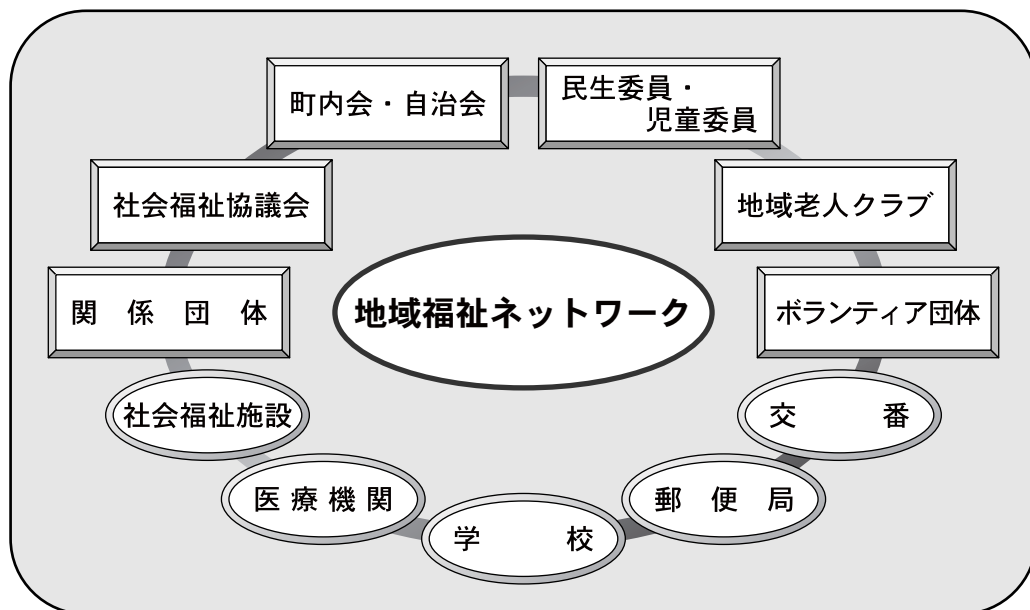 町内会・自治会
民生委員・
児童委員
社会福祉協議会
地域老人クラブ
関係団体
地域福祉ネットワーク
ボランティア団体
社会福祉施設
交番
医療機関
郵便局
学校